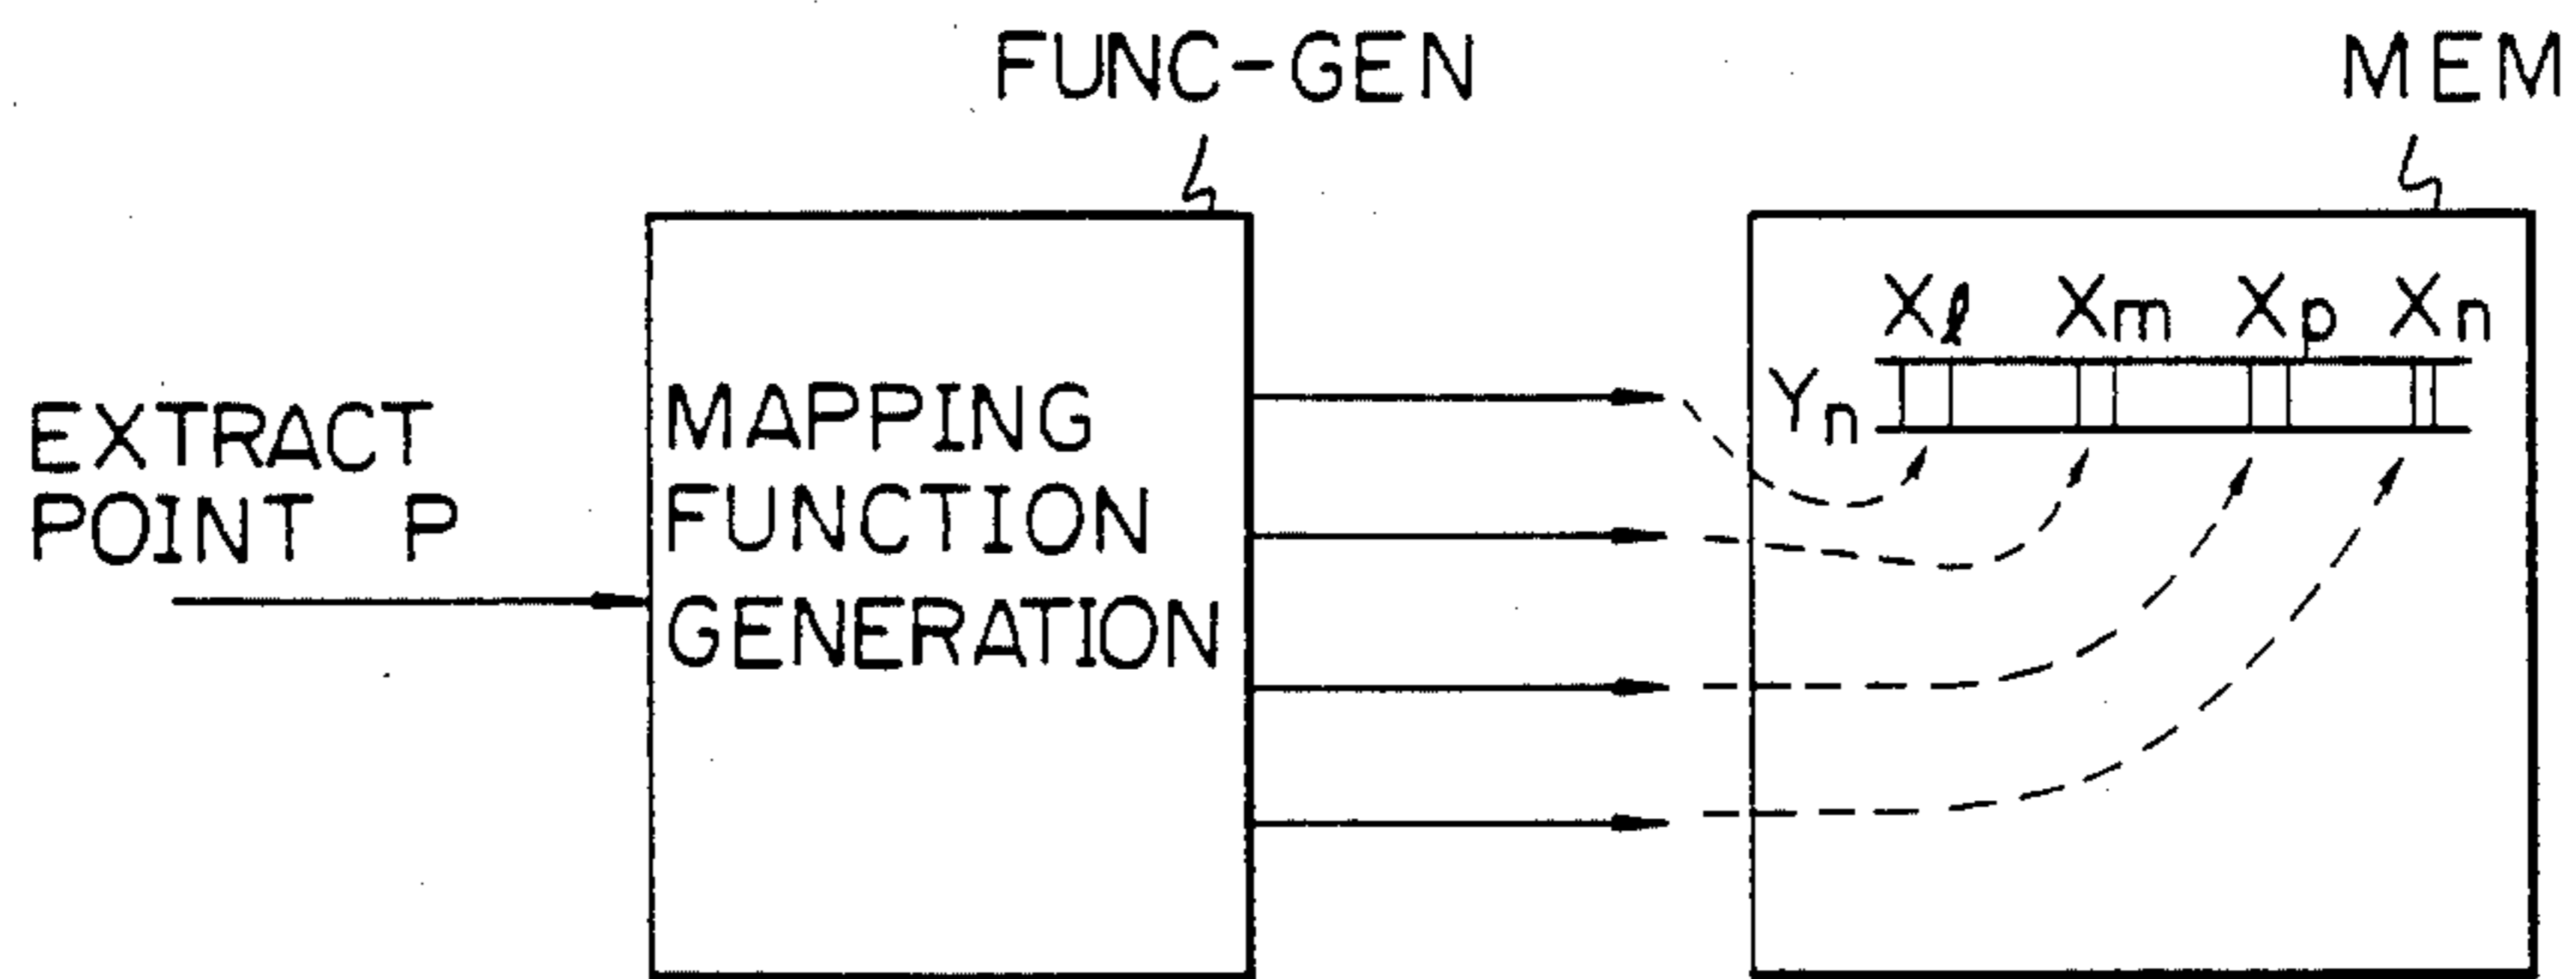 FUNC-GEN
MEM
EXTRACT
POINT P
MAPPING
FUNCTION
GENERATION
Xℓ Xm Xp Xn
Yn